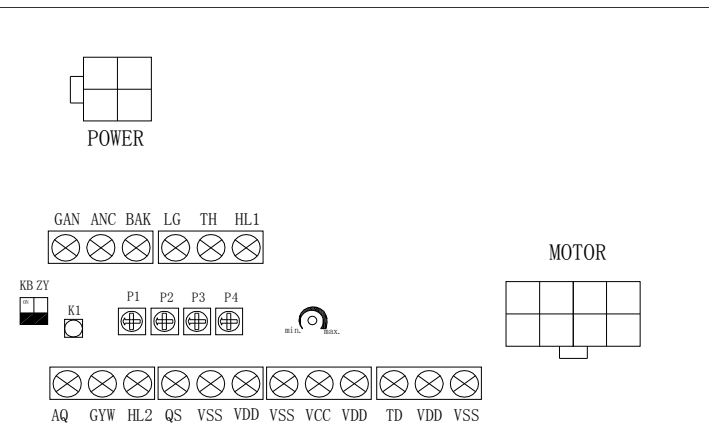 POWER
GAN ANC BAK LG TH HL1
MOTOR
KB ZY
ON
K1
P1 P2 P3 P4
min. max.
AQ GYW HL2 QS VSS VDD VSS VCC VDD TD VDD VSS